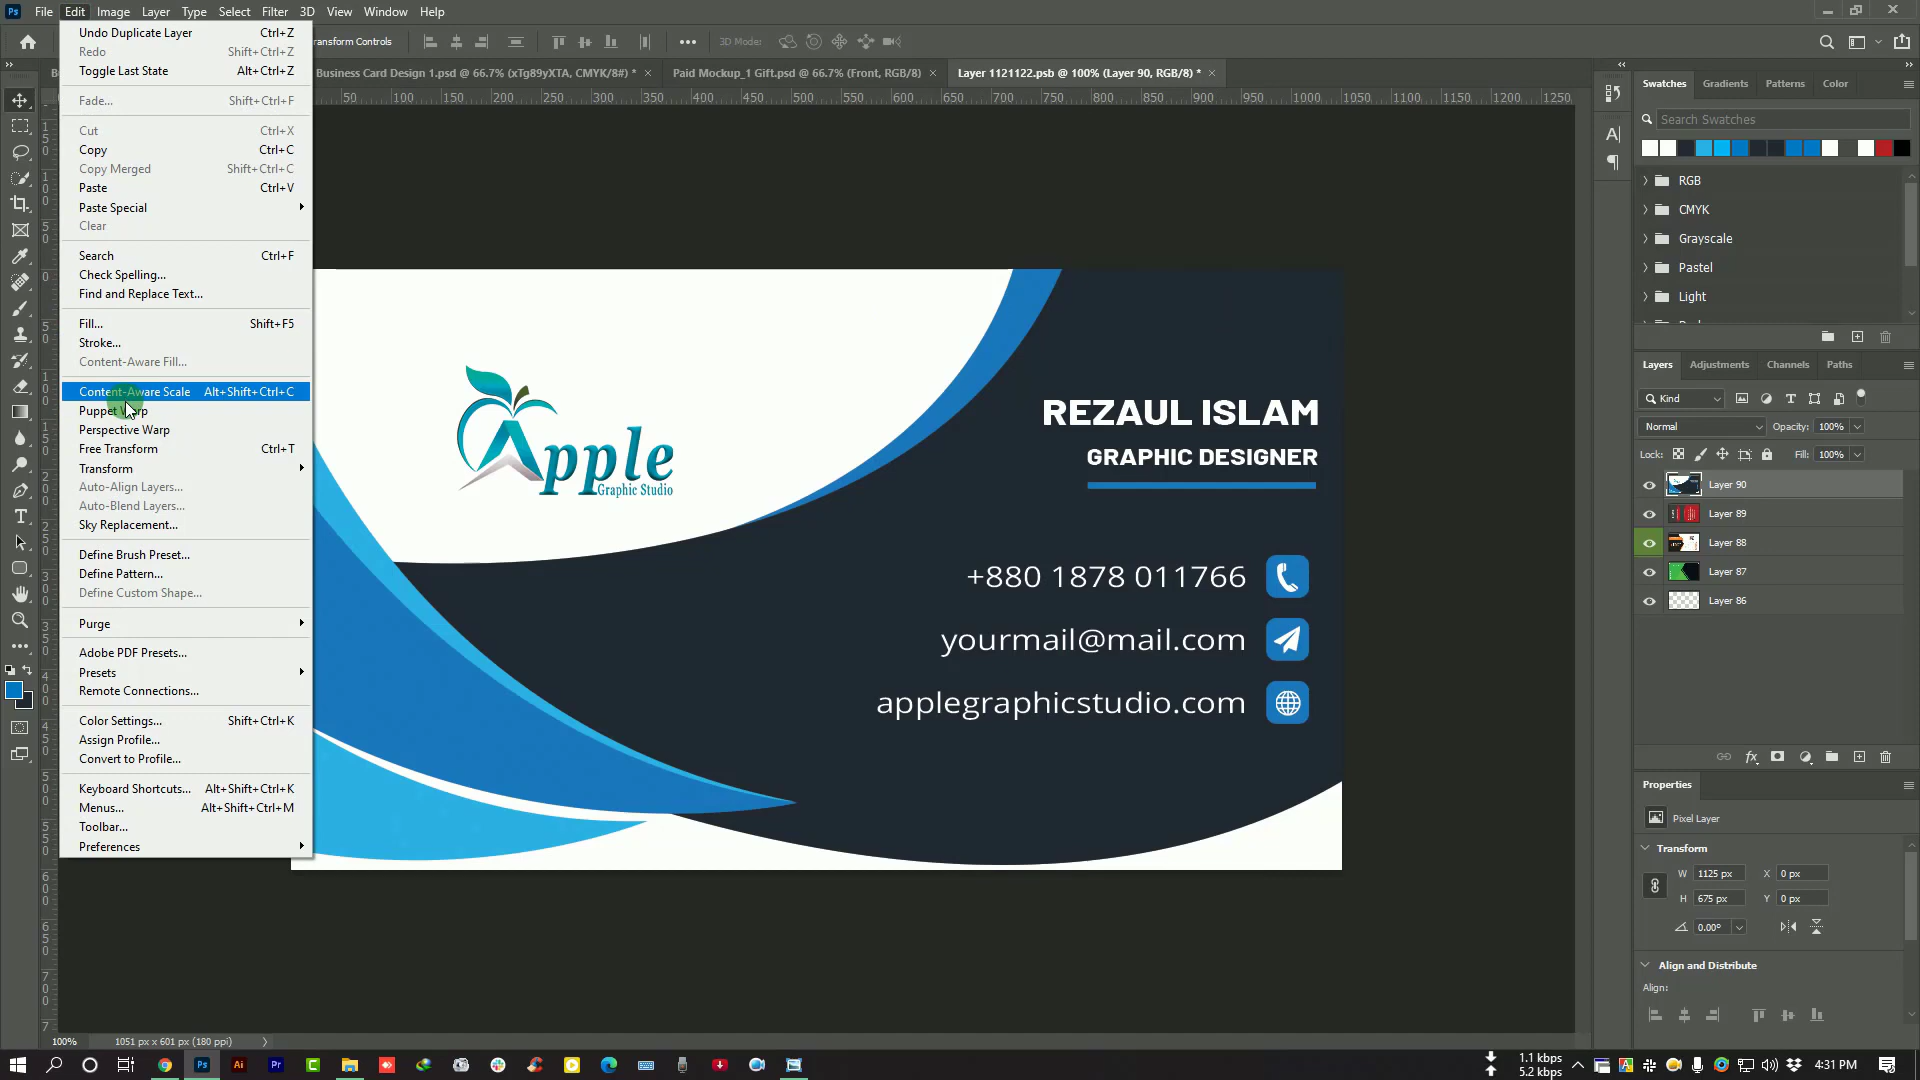 Ps File Edit Image Layer Type Select Filter 3D View Window Help
ransform Controls 3D Mode:
Business Card Design 1.psd @ 66.7% (xTg89yXTA, CMYK/8#) * Paid Mockup_1 Gift.psd @ 66.7% (Front, RGB/8) Layer 1121122.psb @ 100% (Layer 90, RGB/8) *
50 100 150 200 250 300 350 400 450 500 550 600 650 700 750 800 850 900 950 1000 1050 1100 1150 1200 1250
Undo Duplicate Layer Ctrl+Z
Redo Shift+Ctrl+Z
Toggle Last State Alt+Ctrl+Z
Fade... Shift+Ctrl+F
Cut Ctrl+X
Copy Ctrl+C
Copy Merged Shift+Ctrl+C
Paste Ctrl+V
Paste Special
Clear
Search Ctrl+F
Check Spelling...
Find and Replace Text...
Fill... Shift+F5
Stroke...
Content-Aware Fill...
Content-Aware Scale Alt+Shift+Ctrl+C
Puppet Warp
Perspective Warp
Free Transform Ctrl+T
Transform
Auto-Align Layers...
Auto-Blend Layers...
Sky Replacement...
Define Brush Preset...
Define Pattern...
Define Custom Shape...
Purge
Adobe PDF Presets...
Presets
Remote Connections...
Color Settings... Shift+Ctrl+K
Assign Profile...
Convert to Profile...
Keyboard Shortcuts... Alt+Shift+Ctrl+K
Menus... Alt+Shift+Ctrl+M
Toolbar...
Preferences
Apple
Graphic Studio
REZAUL ISLAM
GRAPHIC DESIGNER
+880 1878 011766
yourmail@mail.com
applegraphicstudio.com
Swatches Gradients Patterns Color
Search Swatches
RGB
CMYK
Grayscale
Pastel
Light
Layers Adjustments Channels Paths
Kind
Normal Opacity: 100%
Lock: Fill: 100%
Layer 90
Layer 89
Layer 88
Layer 87
Layer 86
Properties
Pixel Layer
Transform
W 1125 px X 0 px
H 675 px Y 0 px
0.00°
Align and Distribute
Align:
100% 1051 px x 601 px (180 ppi)
1.1 kbps
5.2 kbps
4:31 PM